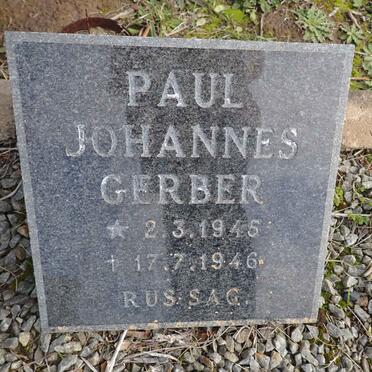 PAUL
JOHANNES
GERBER
☆ 2.3.1946
† 17.7.1946
RUS SAG.